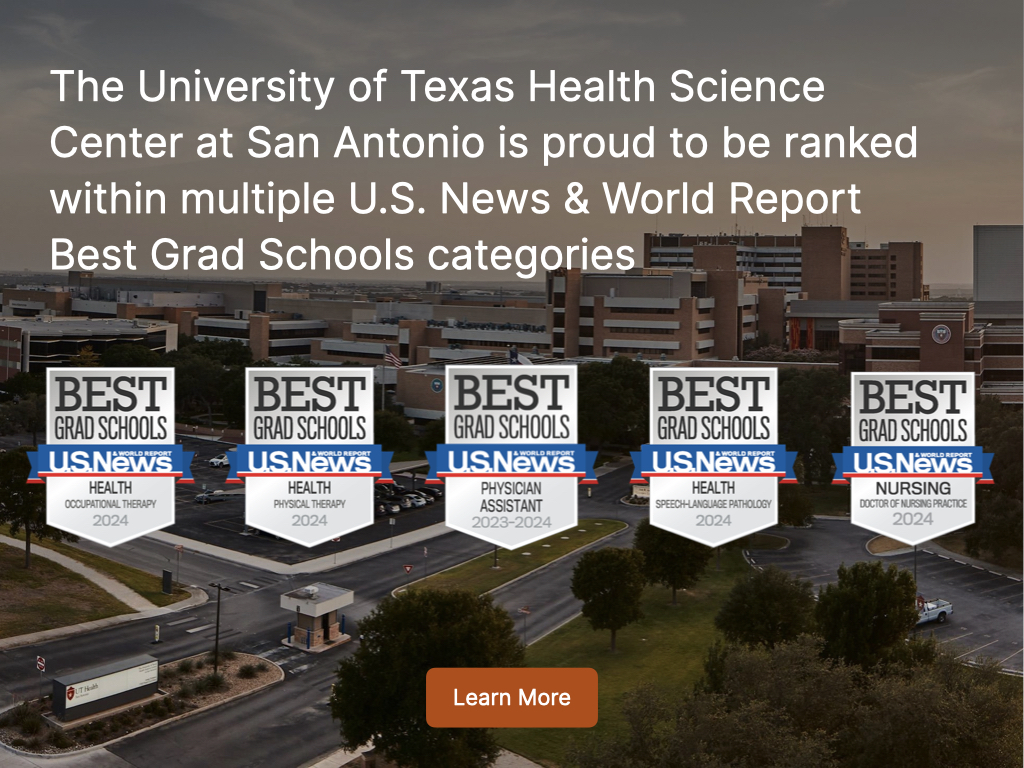 The University of Texas Health Science
Center at San Antonio is proud to be ranked
within multiple U.S. News & World Report
Best Grad Schools categories
BEST
GRAD SCHOOLS
U.S.News & WORLD REPORT
HEALTH
OCCUPATIONAL THERAPY
2024
BEST
GRAD SCHOOLS
U.S.News & WORLD REPORT
HEALTH
PHYSICAL THERAPY
2024
BEST
GRAD SCHOOLS
U.S.News & WORLD REPORT
PHYSICIAN
ASSISTANT
2023-2024
BEST
GRAD SCHOOLS
U.S.News & WORLD REPORT
HEALTH
SPEECH-LANGUAGE PATHOLOGY
2024
BEST
GRAD SCHOOLS
U.S.News & WORLD REPORT
NURSING
DOCTOR OF NURSING PRACTICE
2024
UT Health
Learn More